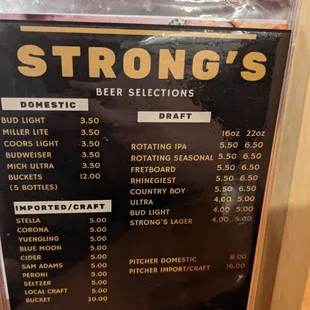 STRONG'S
BEER SELECTIONS
DOMESTIC
BUD LIGHT 3.50
MILLER LITE 3.50
COORS LIGHT 3.50
BUDWEISER 3.50
MICH ULTRA 3.50
BUCKETS 12.00
(5 BOTTLES)
IMPORTED/CRAFT
STELLA 5.00
CORONA 5.00
YUENGLING 5.00
BLUE MOON 5.00
CIDER 5.00
SAM ADAMS 5.00
PERONI 5.00
SELTZER 5.00
LOCAL CRAFT 5.00
BUCKET 20.00
DRAFT
16oz 22oz
ROTATING IPA 5.50 6.50
ROTATING SEASONAL 5.50 6.50
FRETBOARD 5.50 6.50
RHINEGIEST 5.50 6.50
COUNTRY BOY 5.50 6.50
ULTRA 4.00 5.00
BUD LIGHT 4.00 5.00
STRONG'S LAGER 4.00 5.00
PITCHER DOMESTIC 8.00
PITCHER IMPORT/CRAFT 16.00